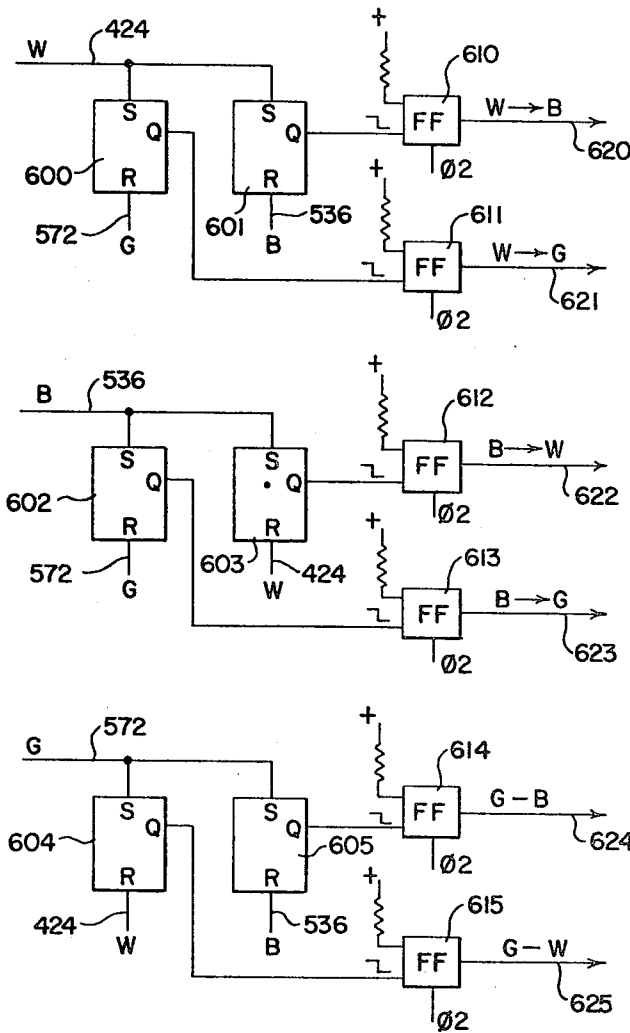 W 424
+
610
S Q S Q FF W→B
600 R R 601 Ø2 620
572 G 536 B
+
611
FF W→G
Ø2 621
B 536
+
612
S Q S Q FF B→W
602 R R 603 Ø2 622
572 G 424 W
+
613
FF B→G
Ø2 623
G 572
+
614
S Q S Q FF G-B
604 R R 605 Ø2 624
424 W 536 B
+
615
FF G-W
Ø2 625